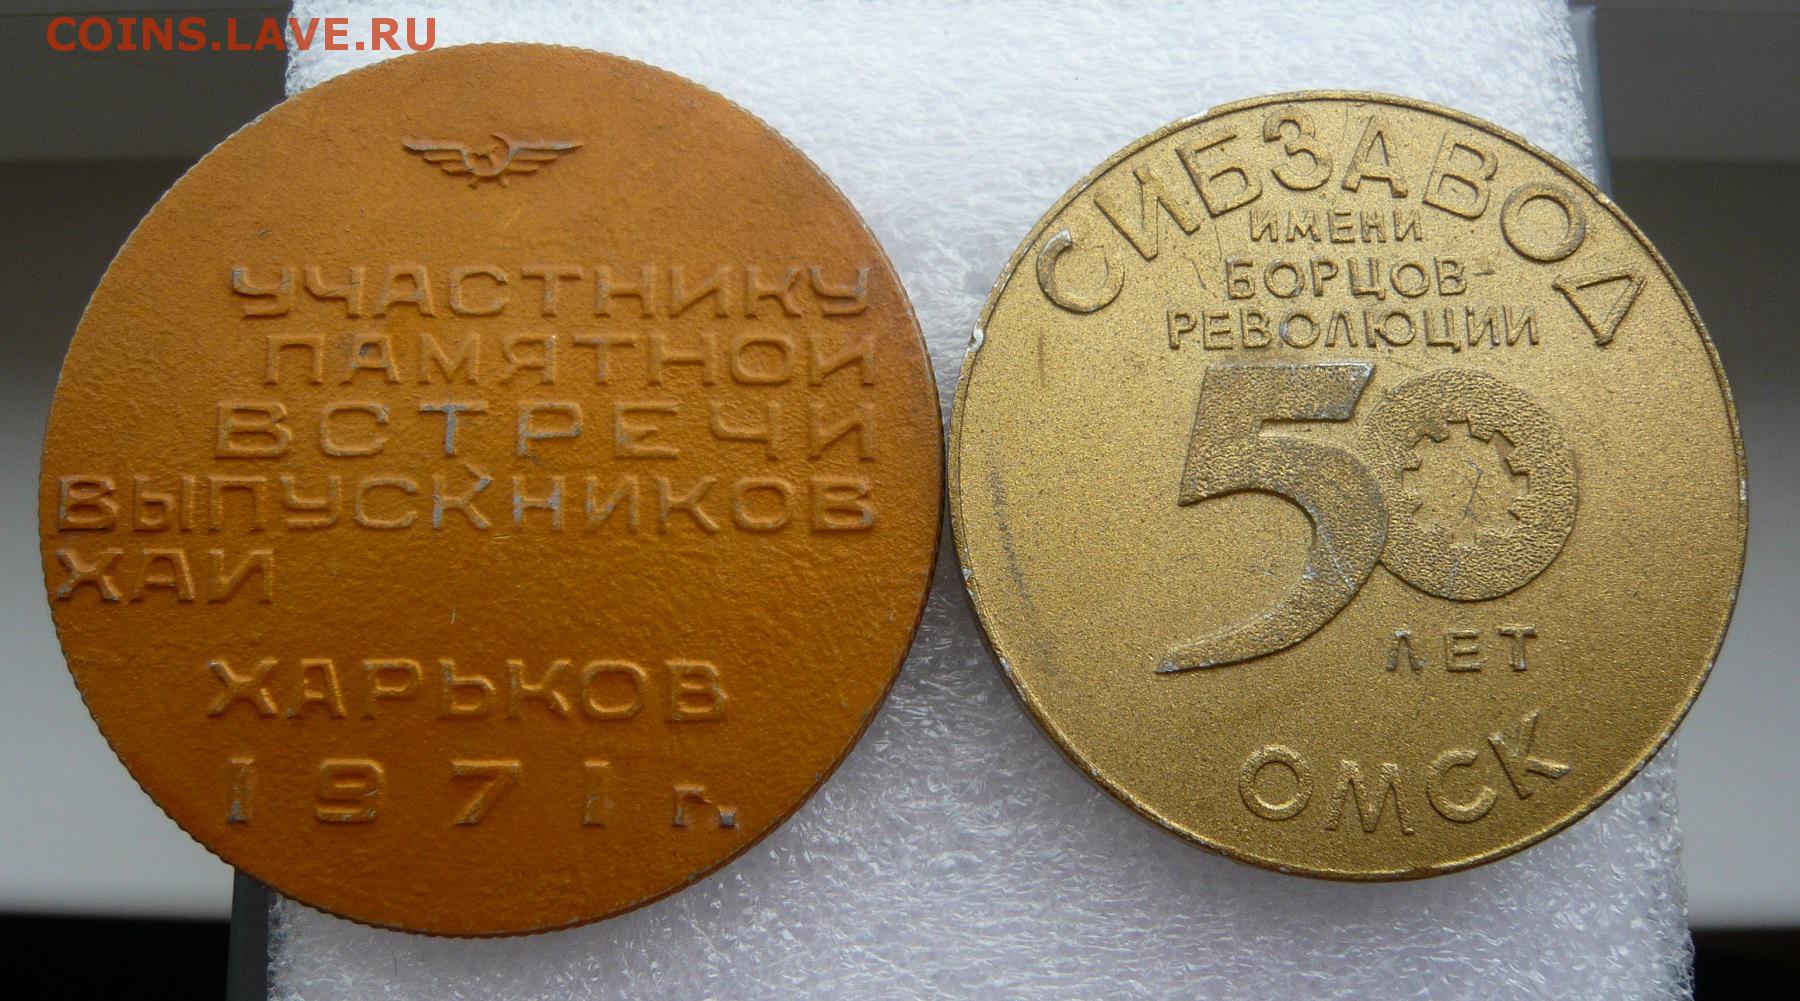 COINS.LAVE.RU
УЧАСТНИКУ
ПАМЯТНОЙ
ВСТРЕЧИ
ВЫПУСКНИКОВ
ХАИ
ХАРЬКОВ
1971 г.
СИБЗАВОД
ИМЕНИ
БОРЦОВ
РЕВОЛЮЦИИ
50
ЛЕТ
ОМСК